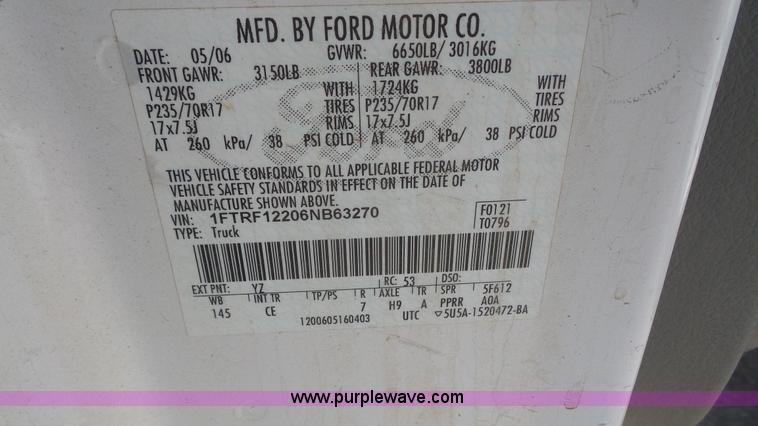 MFD. BY FORD MOTOR CO.
DATE: 05/06 GVWR: 6650LB/ 3016KG
FRONT GAWR: 3150LB REAR GAWR: 3800LB
1429KG WITH 1724KG WITH
P235/70R17 TIRES P235/70R17 TIRES
17x7.5J RIMS 17x7.5J RIMS
AT 260 kPa/ 38 PSI COLD AT 260 kPa/ 38 PSI COLD
Ford
THIS VEHICLE CONFORMS TO ALL APPLICABLE FEDERAL MOTOR
VEHICLE SAFETY STANDARDS IN EFFECT ON THE DATE OF
MANUFACTURE SHOWN ABOVE.
VIN: 1FTRF12206NB63270 F0121
TYPE: Truck T0796
EXT PNT: YZ RC: 53 DSO:
WB INT TR TP/PS R AXLE TR SPR 5F612
145 CE 7 H9 A PPRR A0A
1200605160403 UTC ▽5U5A-1520472-BA
www.purplewave.com